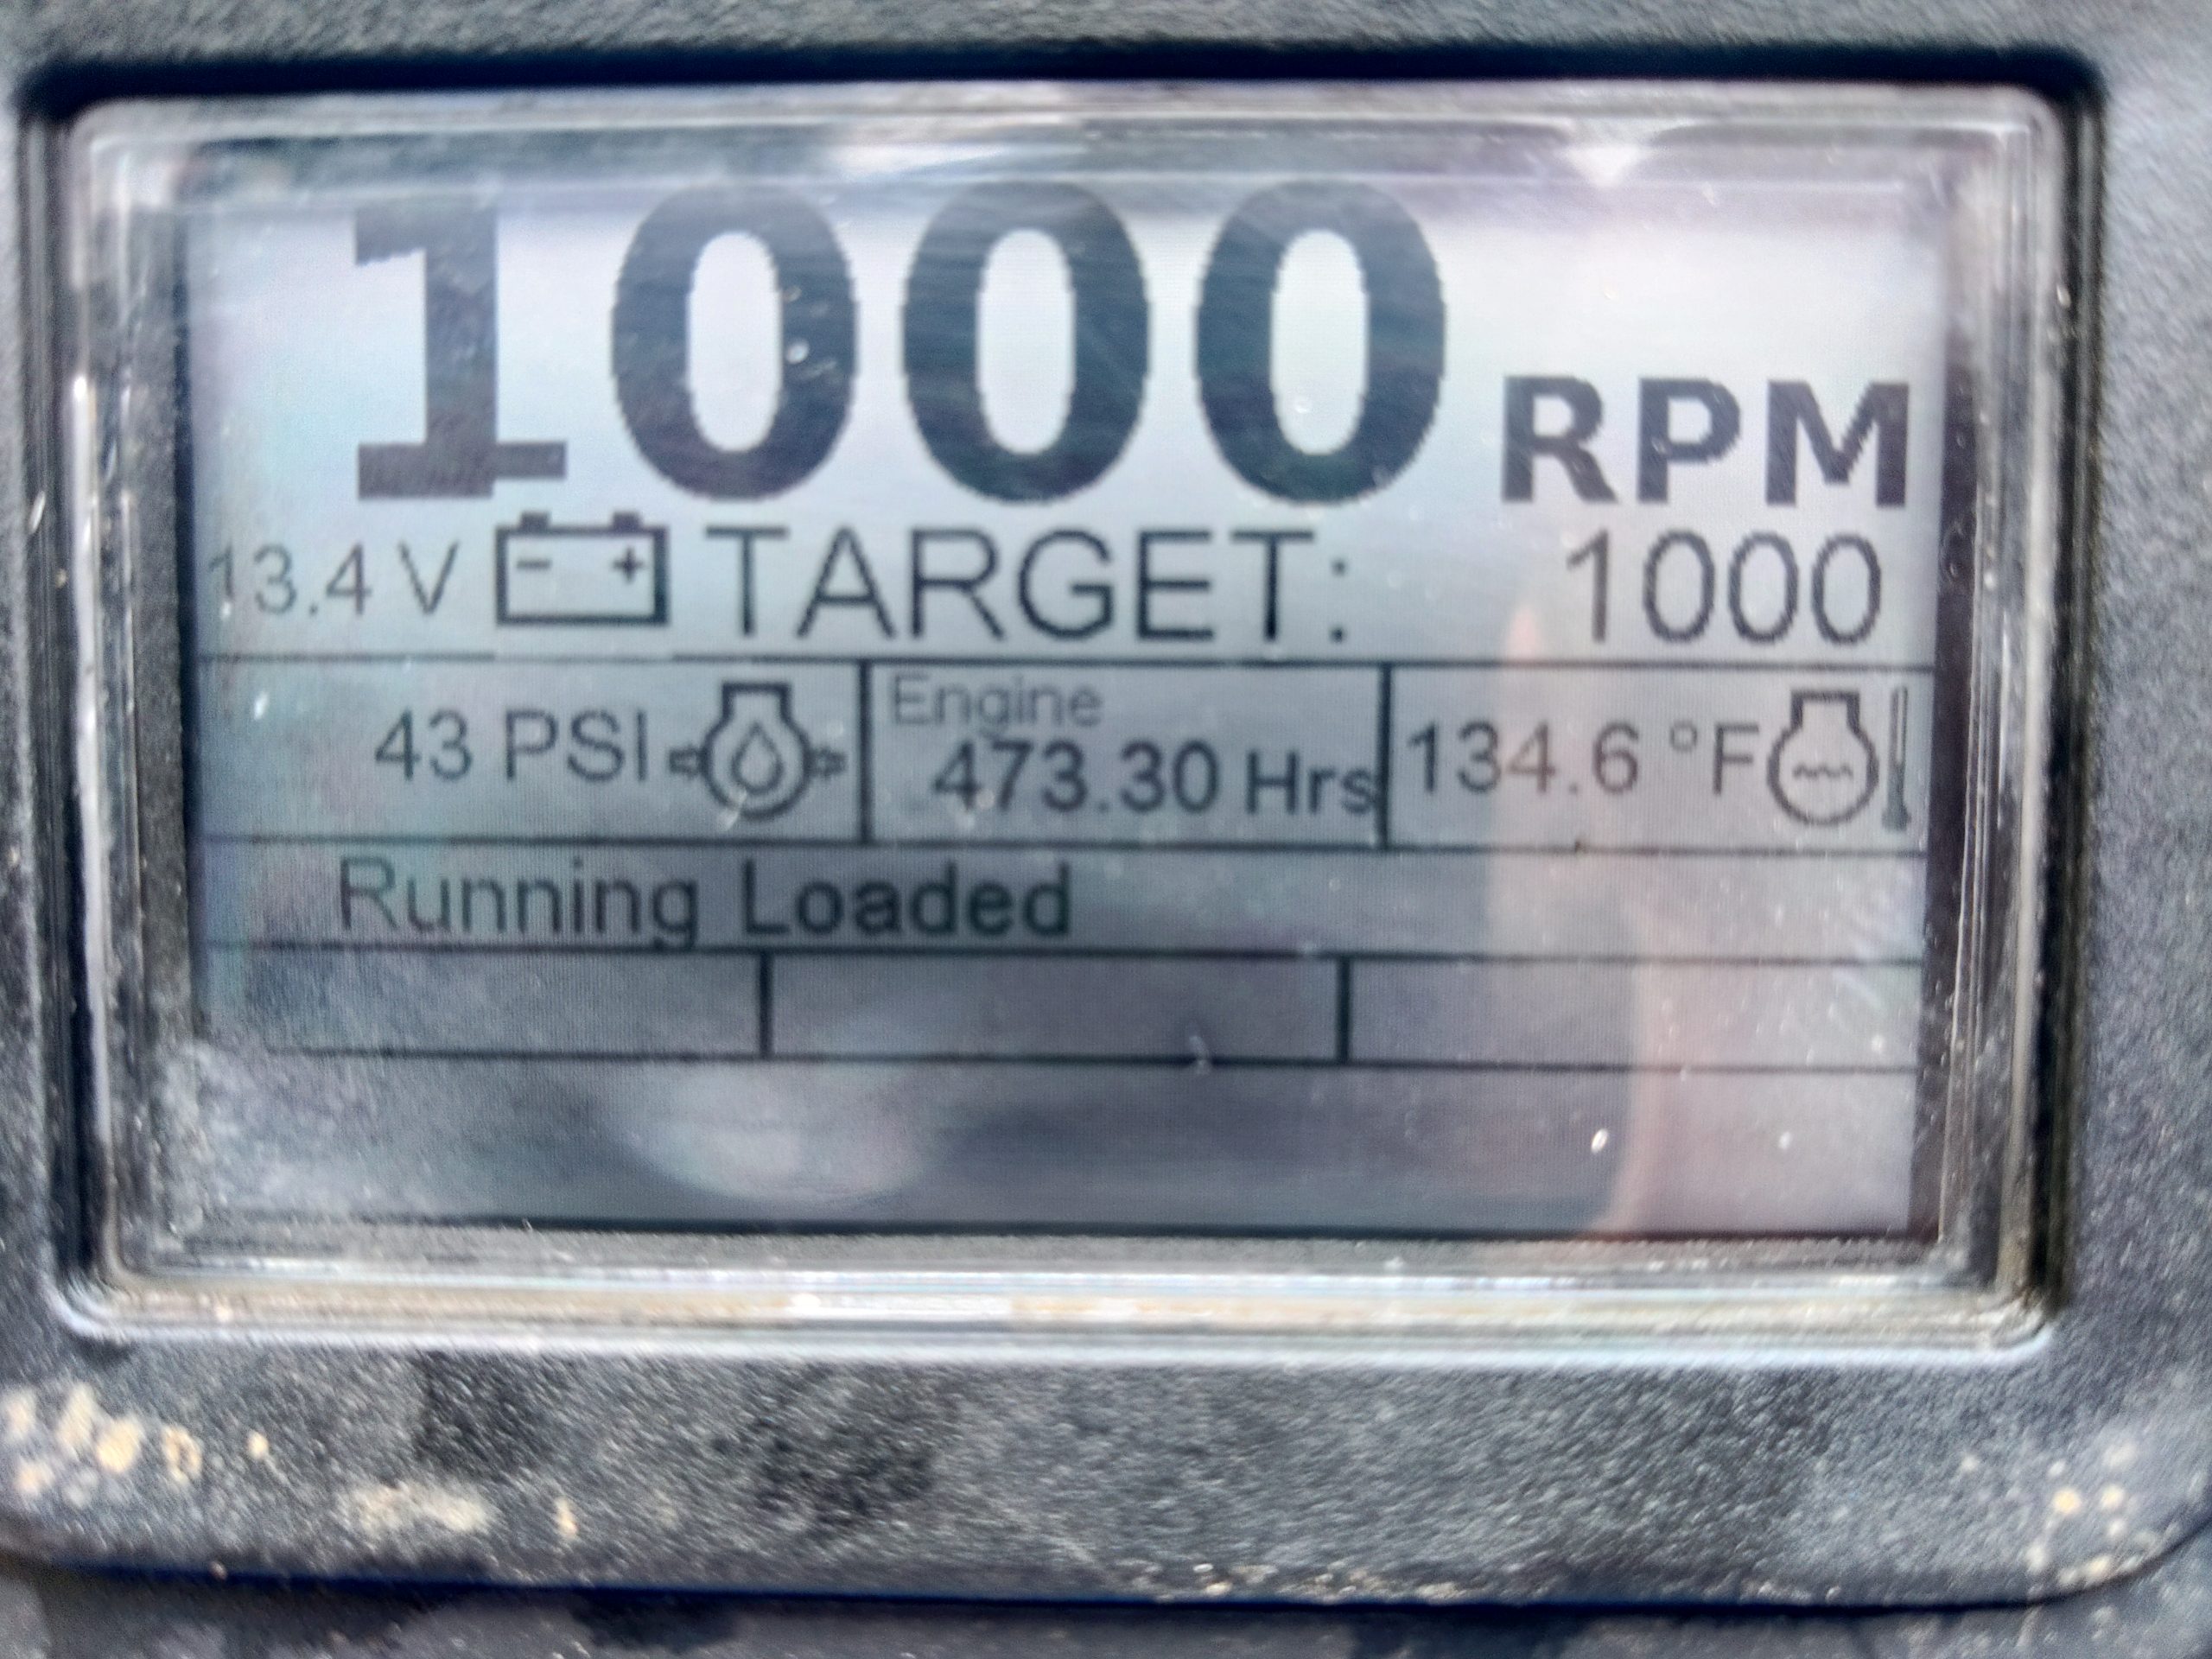 1000 RPM
13.4 V - + TARGET: 1000
Engine
43 PSI 473.30 Hrs 134.6 °F
Running Loaded